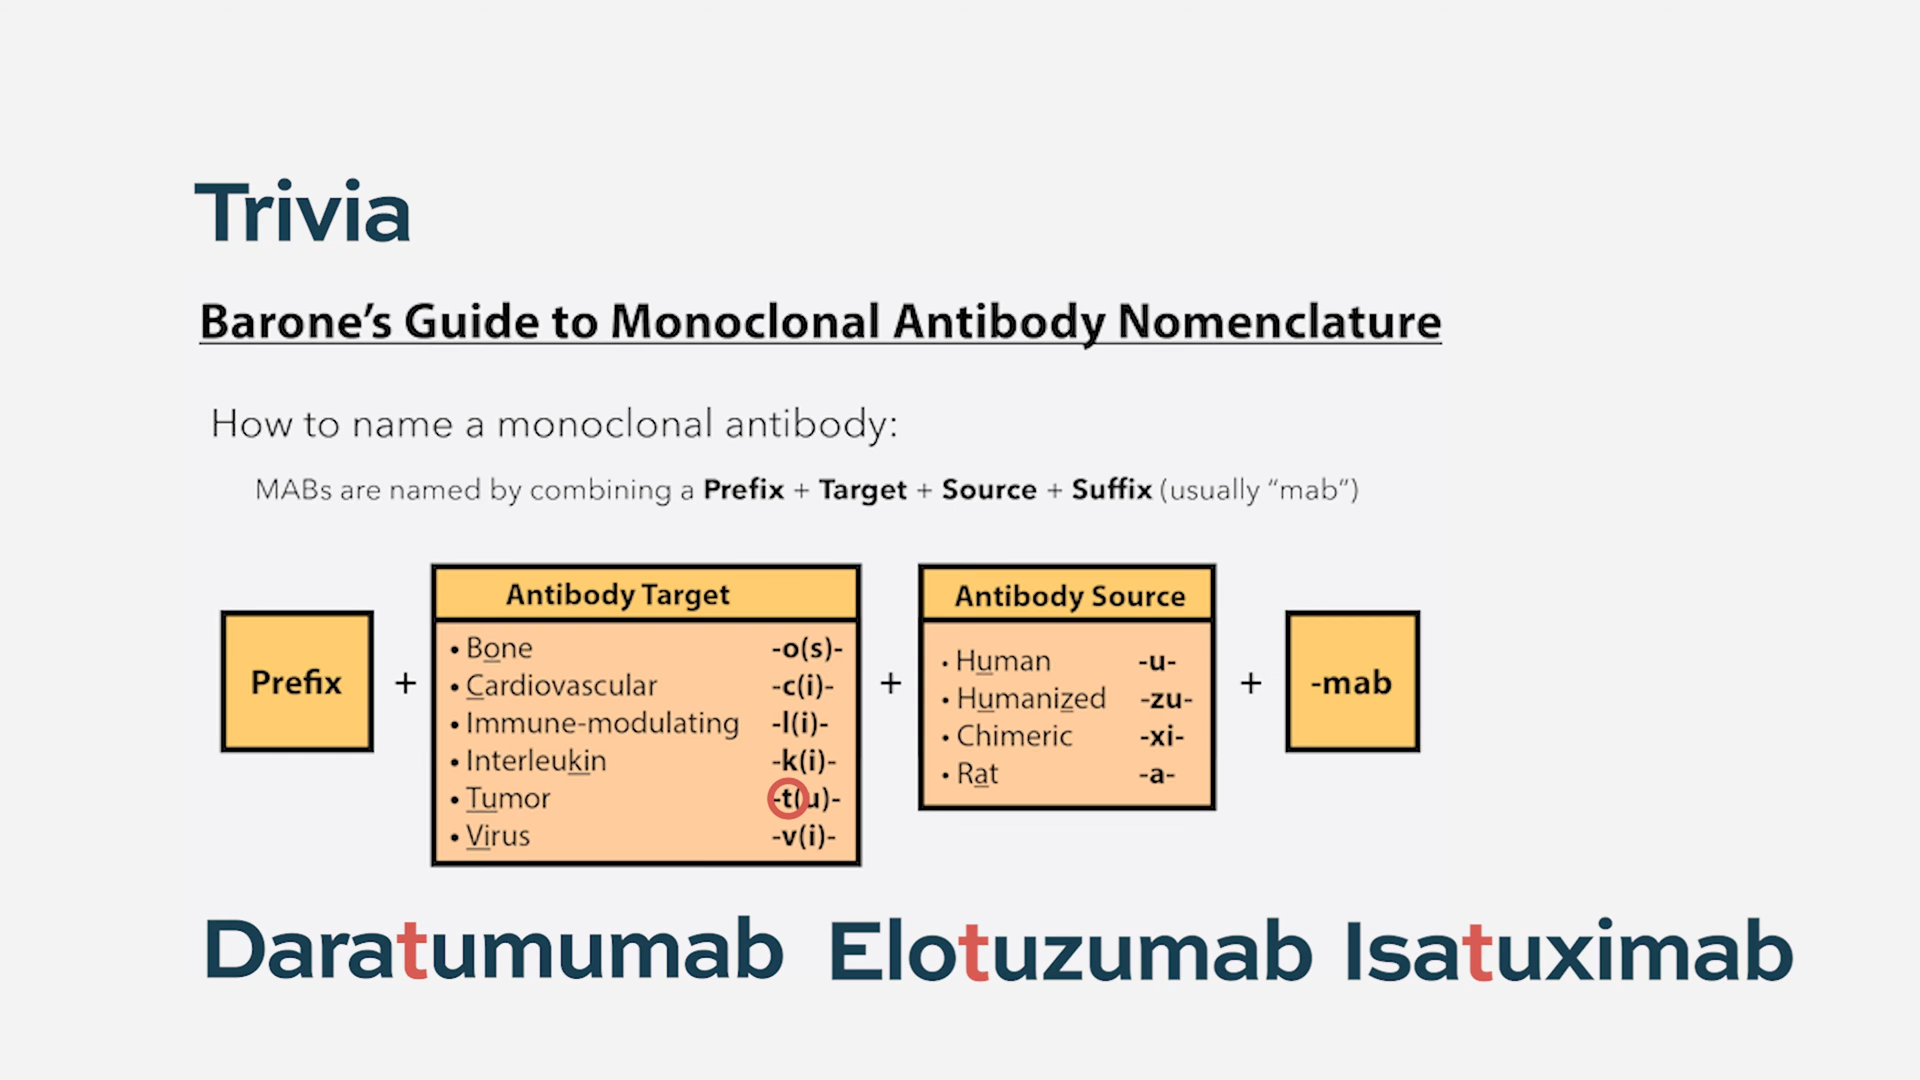 Trivia
Barone's Guide to Monoclonal Antibody Nomenclature
How to name a monoclonal antibody:
MABs are named by combining a Prefix + Target + Source + Suffix (usually “mab”)
Prefix
+
Antibody Target
• Bone -o(s)-
• Cardiovascular -c(i)-
• Immune-modulating -l(i)-
• Interleukin -k(i)-
• Tumor -t(u)-
• Virus -v(i)-
+
Antibody Source
• Human -u-
• Humanized -zu-
• Chimeric -xi-
• Rat -a-
+
-mab
Daratumumab Elotuzumab Isatuximab